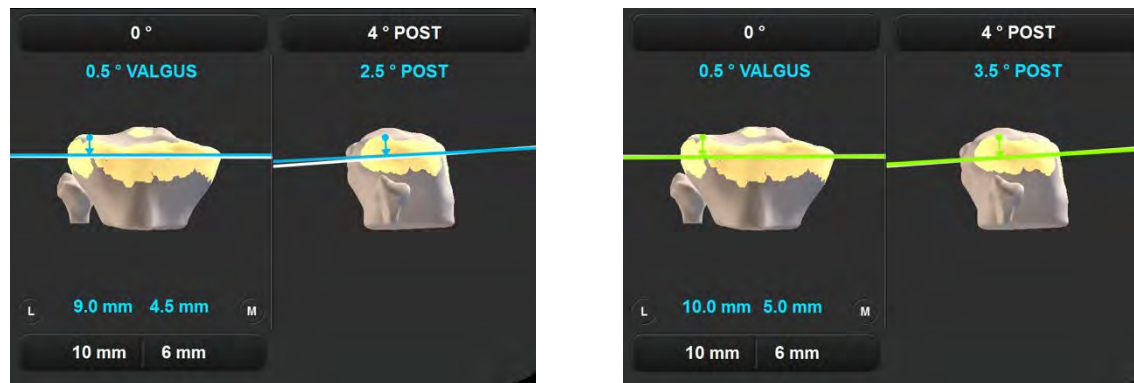 0 ° 4 ° POST
0.5 ° VALGUS 2.5 ° POST
L 9.0 mm 4.5 mm M
10 mm 6 mm
0 ° 4 ° POST
0.5 ° VALGUS 3.5 ° POST
L 10.0 mm 5.0 mm M
10 mm 6 mm